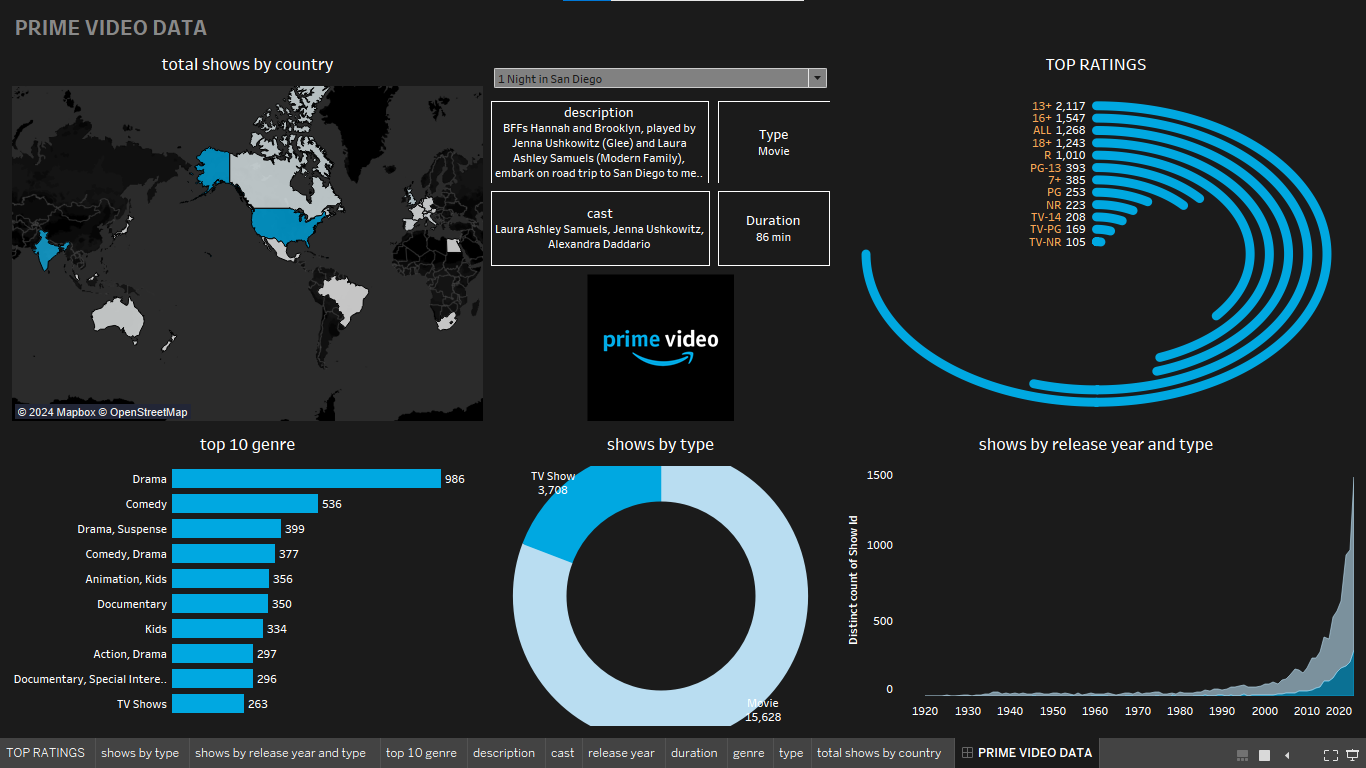 PRIME VIDEO DATA
total shows by country
© 2024 Mapbox © OpenStreetMap
1 Night in San Diego
description
BFFs Hannah and Brooklyn, played by
Jenna Ushkowitz (Glee) and Laura
Ashley Samuels (Modern Family),
embark on road trip to San Diego to me..
Type
Movie
cast
Laura Ashley Samuels, Jenna Ushkowitz,
Alexandra Daddario
Duration
86 min
prime video
TOP RATINGS
13+ 2,117
16+ 1,547
ALL 1,268
18+ 1,243
R 1,010
PG-13 393
7+ 385
PG 253
NR 223
TV-14 208
TV-PG 169
TV-NR 105
top 10 genre
Drama 986
Comedy 536
Drama, Suspense 399
Comedy, Drama 377
Animation, Kids 356
Documentary 350
Kids 334
Action, Drama 297
Documentary, Special Intere.. 296
TV Shows 263
shows by type
TV Show
3,708
Movie
15,628
shows by release year and type
Distinct count of Show Id
1500
1000
500
0
1920 1930 1940 1950 1960 1970 1980 1990 2000 2010 2020
TOP RATINGS shows by type shows by release year and type top 10 genre description cast release year duration genre type total shows by country PRIME VIDEO DATA